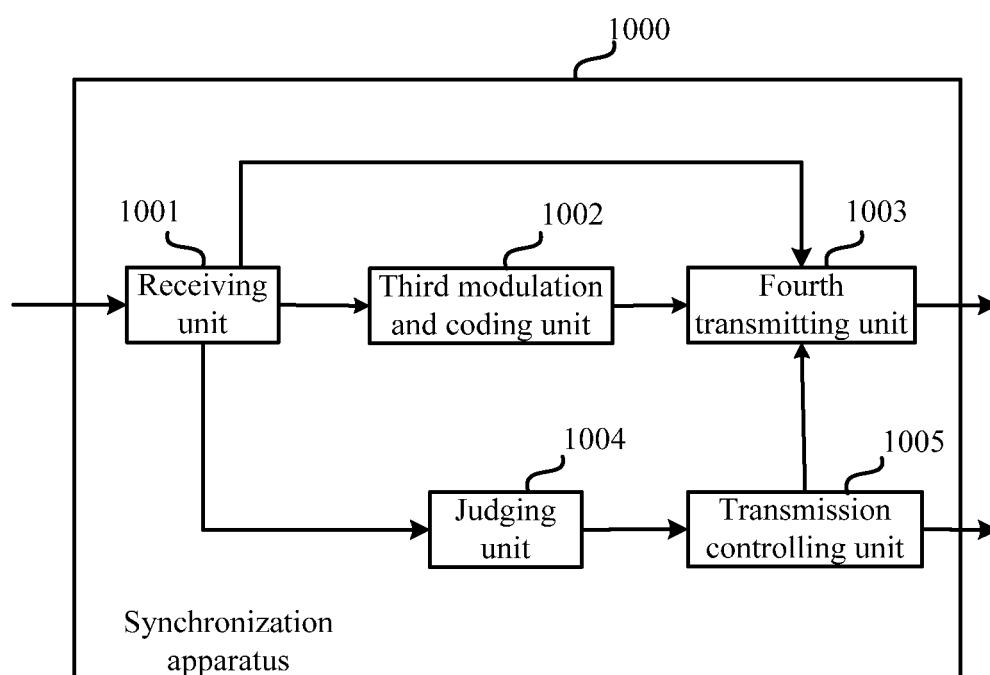 1000
1001
1002
1003
Receiving
unit
Third modulation
and coding unit
Fourth
transmitting unit
1004
1005
Judging
unit
Transmission
controlling unit
Synchronization
apparatus